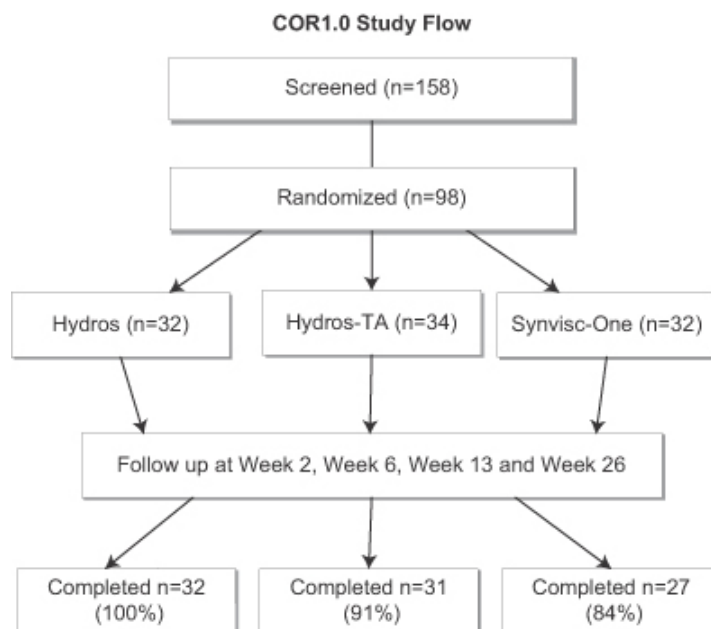 COR1.0 Study Flow
Screened (n=158)
Randomized (n=98)
Hydros (n=32)
Hydros-TA (n=34)
Synvisc-One (n=32)
Follow up at Week 2, Week 6, Week 13 and Week 26
Completed n=32
(100%)
Completed n=31
(91%)
Completed n=27
(84%)